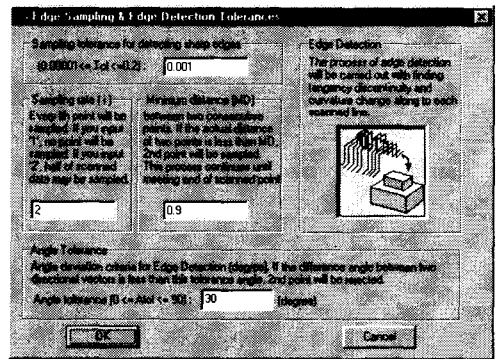 Edge Sampling & Edge Detection Tolerances
Sampling tolerance for detecting sharp edges
(0.00001<= Tol <=0.2) : 0.001
Sampling rate [ i ]
Every ith point will be
sampled. If you input
'1', no point will be
sampled. If you input
'2', half of scanned
data may be sampled.
2
Minimum distance [MD]
between two consecutive
points. If the actual distance
of two points is less than MD,
2nd point will be sampled.
This process continues until
meeting end of scanned point
0.9
Edge Detection
The process of edge detection
will be carried out with finding
tangency discontinuity and
curvature change along to each
scanned line.
Angle Tolerance
Angle deviation criteria for Edge Detection (degree). If the difference angle between two
directional vectors is less than this tolerance angle, 2nd point will be rejected.
Angle tolerance [0 <= Atol <= 90] : 30 (degree)
OK
Cancel